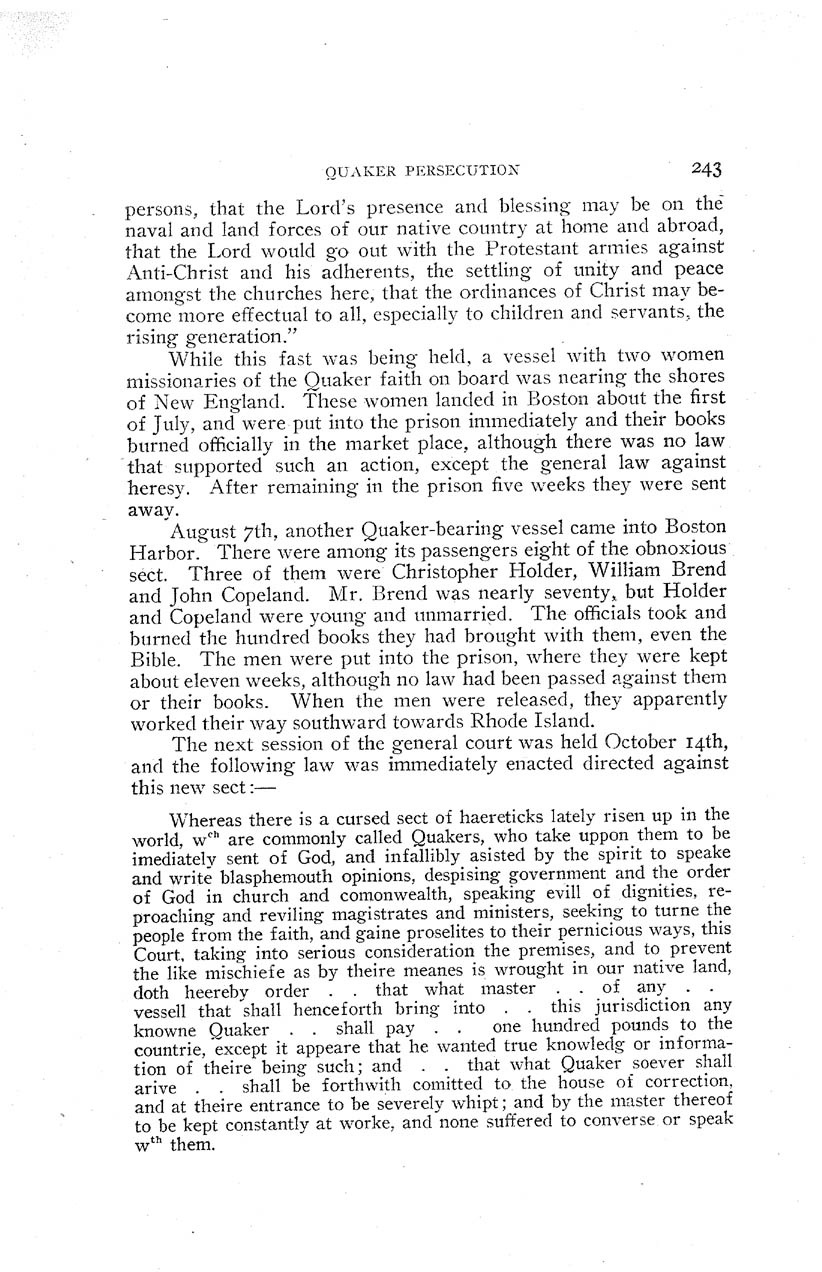 QUAKER PERSECUTION 243
persons, that the Lord's presence and blessing may be on the
naval and land forces of our native country at home and abroad,
that the Lord would go out with the Protestant armies against
Anti-Christ and his adherents, the settling of unity and peace
amongst the churches here, that the ordinances of Christ may be-
come more effectual to all, especially to children and servants, the
rising generation."
While this fast was being held, a vessel with two women
missionaries of the Quaker faith on board was nearing the shores
of New England. These women landed in Boston about the first
of July, and were put into the prison immediately and their books
burned officially in the market place, although there was no law
that supported such an action, except the general law against
heresy. After remaining in the prison five weeks they were sent
away.
August 7th, another Quaker-bearing vessel came into Boston
Harbor. There were among its passengers eight of the obnoxious
sect. Three of them were Christopher Holder, William Brend
and John Copeland. Mr. Brend was nearly seventy, but Holder
and Copeland were young and unmarried. The officials took and
burned the hundred books they had brought with them, even the
Bible. The men were put into the prison, where they were kept
about eleven weeks, although no law had been passed against them
or their books. When the men were released, they apparently
worked their way southward towards Rhode Island.
The next session of the general court was held October 14th,
and the following law was immediately enacted directed against
this new sect:—
Whereas there is a cursed sect of haereticks lately risen up in the
world, wch are commonly called Quakers, who take uppon them to be
imediately sent of God, and infallibly asisted by the spirit to speake
and write blasphemouth opinions, despising government and the order
of God in church and comonwealth, speaking evill of dignities, re-
proaching and reviling magistrates and ministers, seeking to turne the
people from the faith, and gaine proselites to their pernicious ways, this
Court, taking into serious consideration the premises, and to prevent
the like mischiefe as by theire meanes is wrought in our native land,
doth heereby order . . that what master . . of any . .
vessell that shall henceforth bring into . . this jurisdiction any
knowne Quaker . . shall pay . . one hundred pounds to the
countrie, except it appeare that he wanted true knowledg or informa-
tion of theire being such; and . . that what Quaker soever shall
arive . . shall be forthwith comitted to the house of correction,
and at theire entrance to be severely whipt; and by the master thereof
to be kept constantly at worke, and none suffered to converse or speak
wth them.